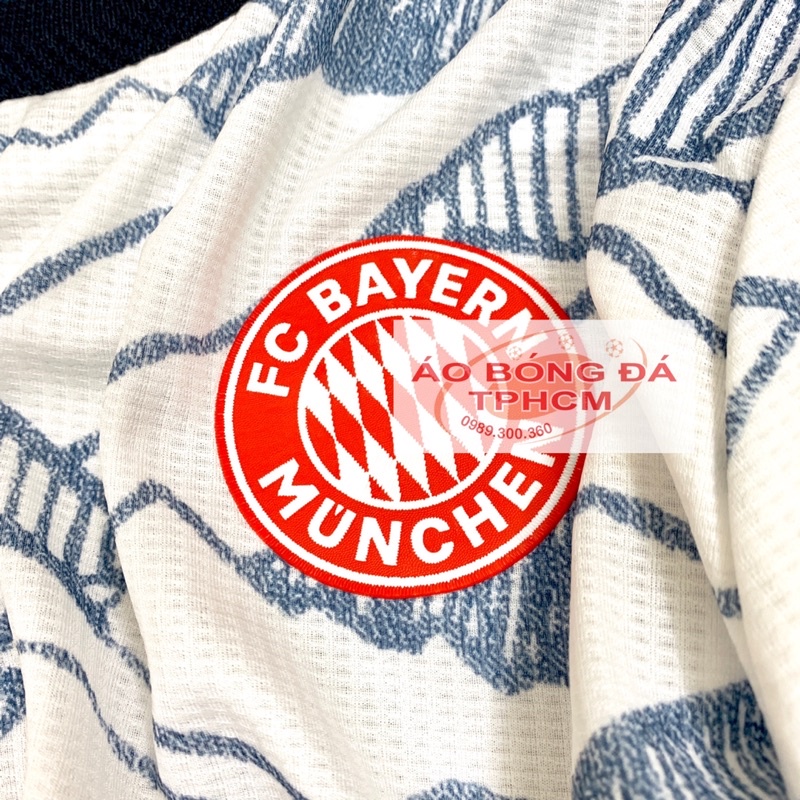 FC BAYERN
MÜNCHEN
ÁO BÓNG ĐÁ
TPHCM
0989.300.360